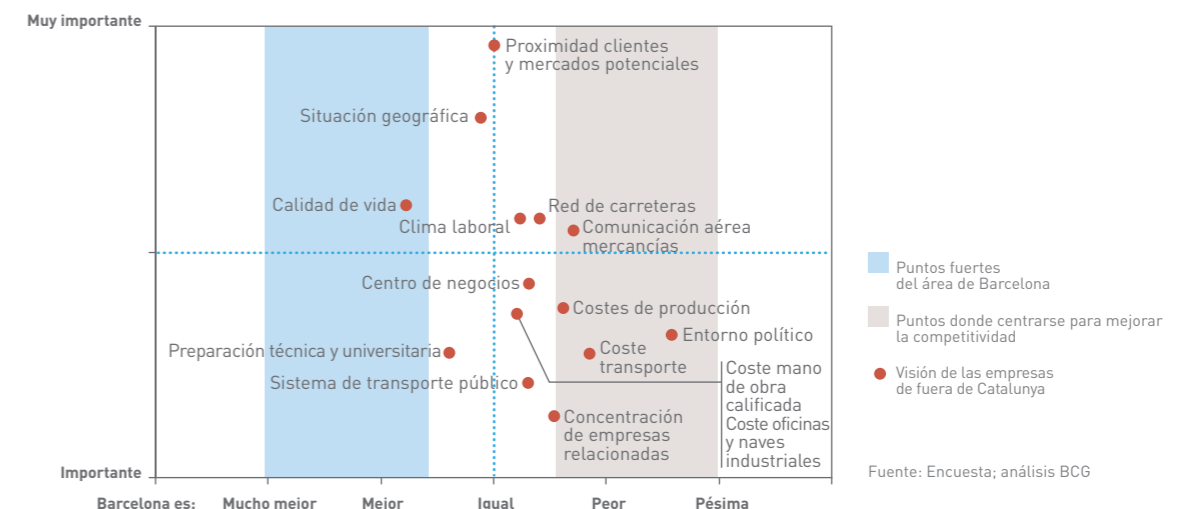 Muy importante
Proximidad clientes
y mercados potenciales
Situación geográfica
Calidad de vida
Red de carreteras
Clima laboral
Comunicación aérea
mercancías
Centro de negocios
Costes de producción
Entorno político
Preparación técnica y universitaria
Coste
transporte
Sistema de transporte público
Coste mano
de obra
calificada
Coste oficinas
y naves
industriales
Concentración
de empresas
relacionadas
Importante
Barcelona es: Mucho mejor Mejor Igual Peor Pésima
Puntos fuertes
del área de Barcelona
Puntos donde centrarse para mejorar
la competitividad
Visión de las empresas
de fuera de Catalunya
Fuente: Encuesta; análisis BCG